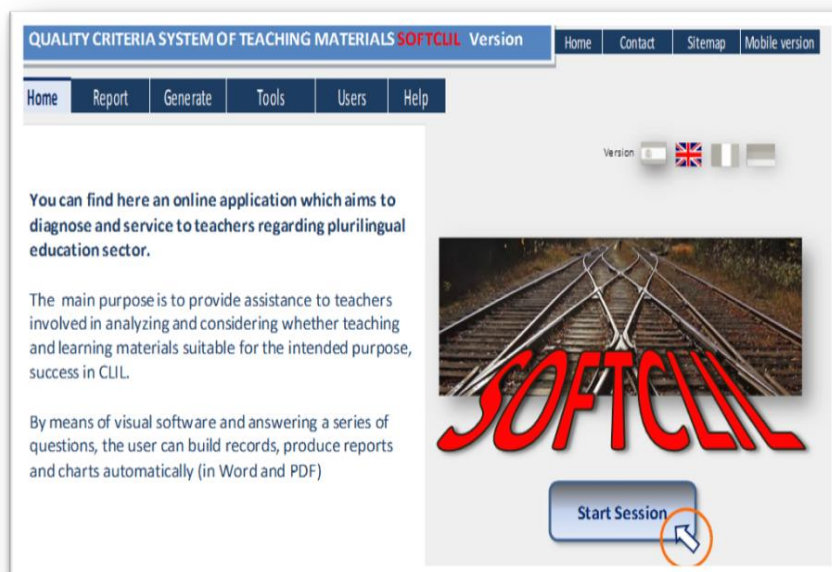 QUALITY CRITERIA SYSTEM OF TEACHING MATERIALS SOFTCLIL Version
Home Contact Sitemap Mobile version
Home Report Generate Tools Users Help
Version
You can find here an online application which aims to
diagnose and service to teachers regarding plurilingual
education sector.
The main purpose is to provide assistance to teachers
involved in analyzing and considering whether teaching
and learning materials suitable for the intended purpose,
success in CLIL.
By means of visual software and answering a series of
questions, the user can build records, produce reports
and charts automatically (in Word and PDF)
SOFTCLIL
Start Session